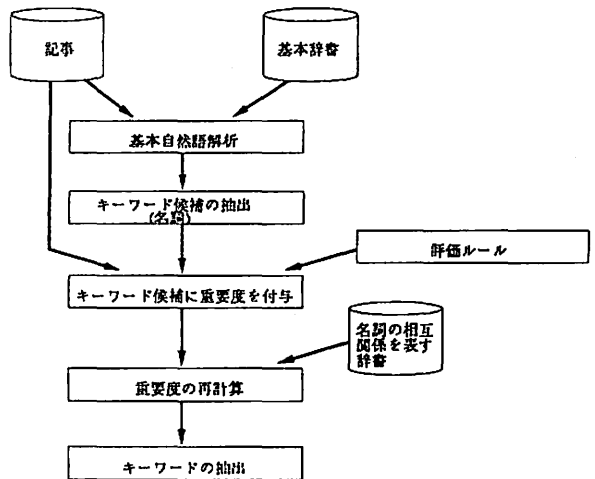 記事
基本辞書
基本自然語解析
キーワード候補の抽出
(名詞)
評価ルール
キーワード候補に重要度を付与
名詞の相互
関係を表す
辞書
重要度の再計算
キーワードの抽出